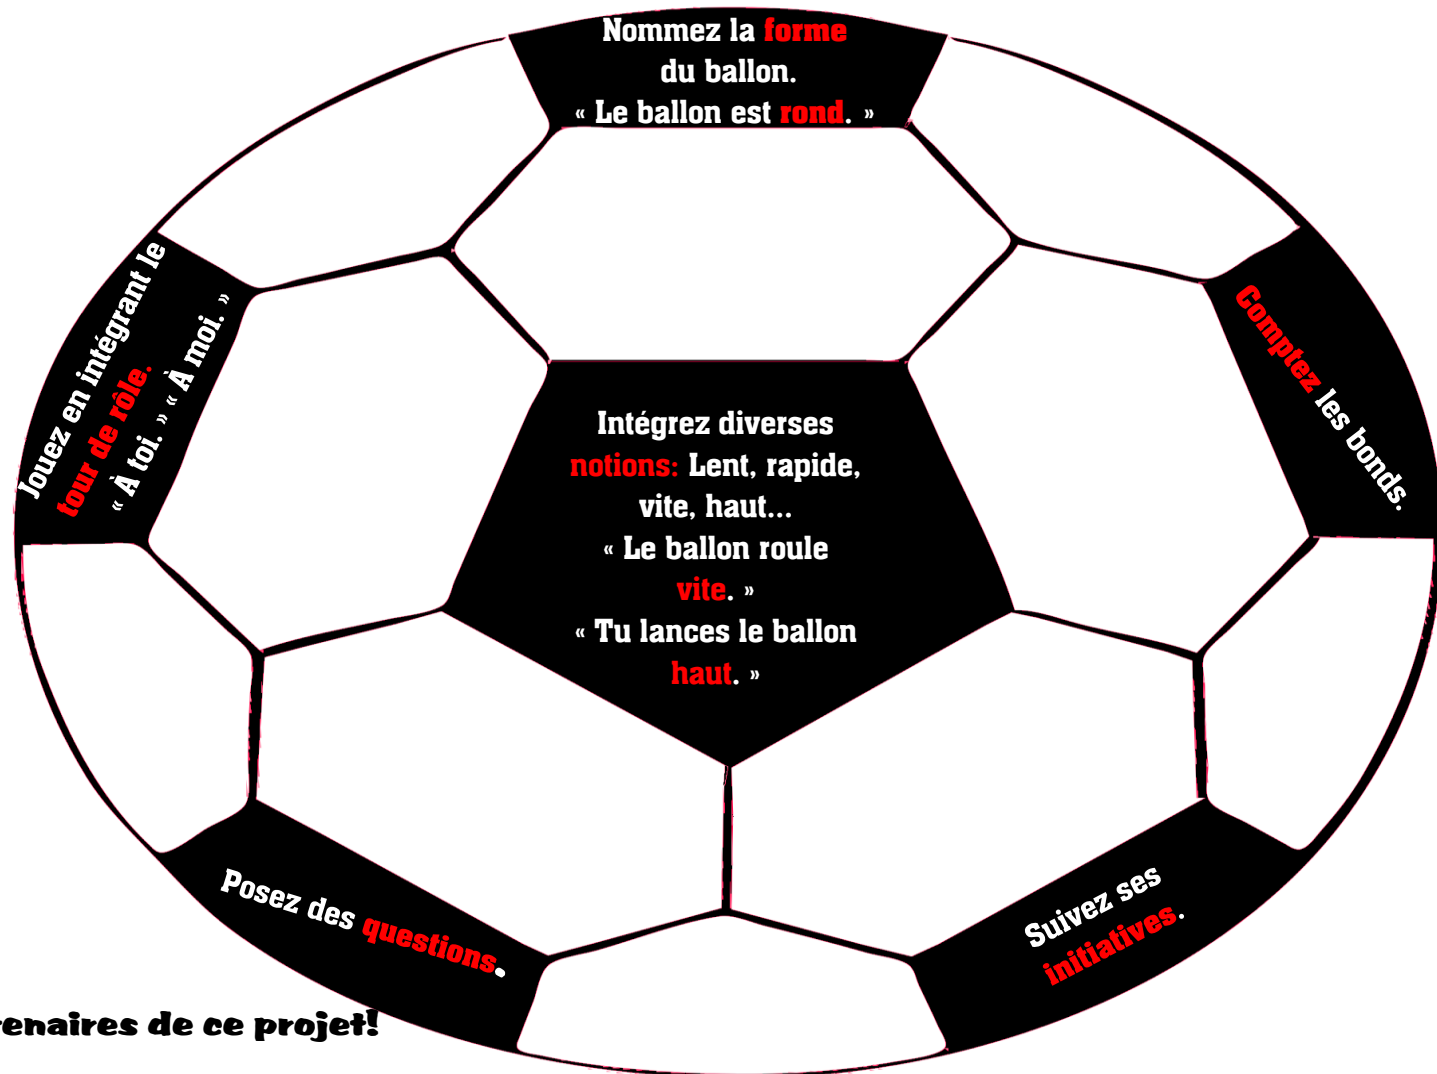 Nommez la forme
du ballon.
« Le ballon est rond. »
Jouez en intégrant le
tour de rôle.
« À toi. » « À moi. »
Comptez les bonds.
Intégrez diverses
notions: Lent, rapide,
vite, haut...
« Le ballon roule
vite. »
« Tu lances le ballon
haut. »
Posez des questions.
Suivez ses
initiatives.
enaires de ce projet!